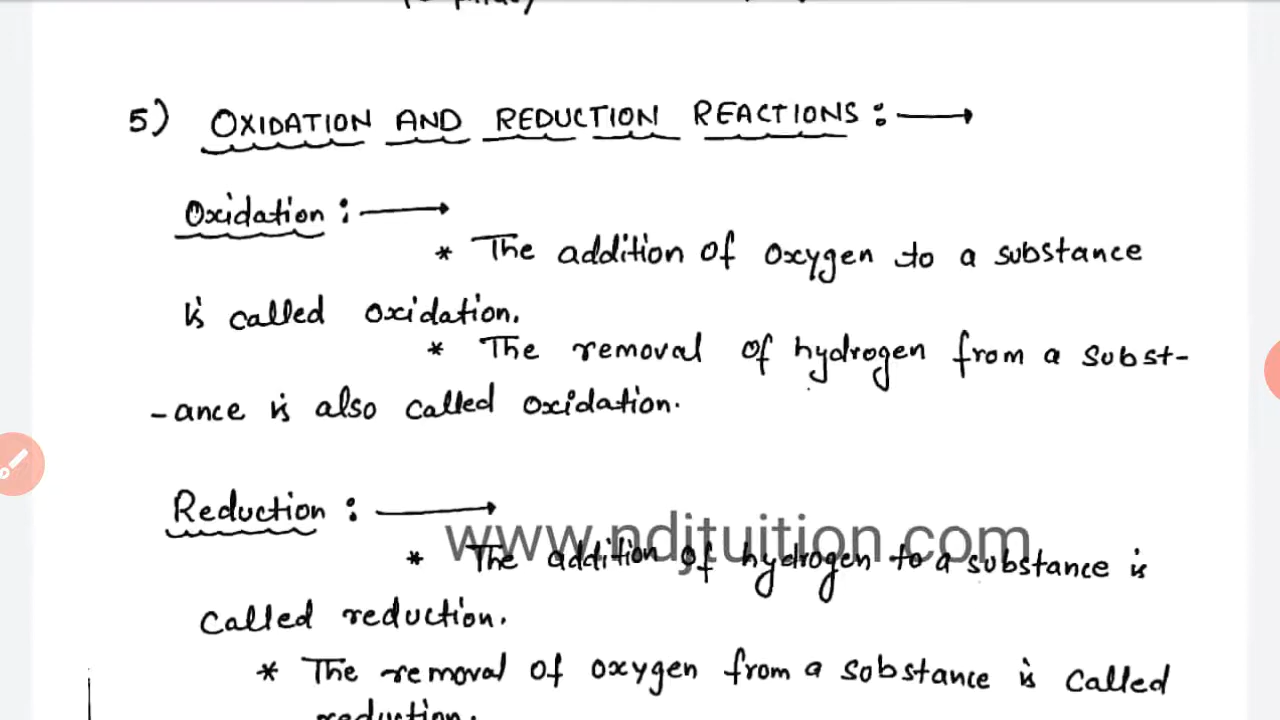 5) OXIDATION AND REDUCTION REACTIONS :→
Oxidation :→
* The addition of oxygen to a substance
is called oxidation.
* The removal of hydrogen from a subst-
-ance is also called oxidation.
Reduction :→
www.ndjtuition.com
* The addition of hydrogen to a substance is
called reduction.
* The removal of oxygen from a substance is called
reduction.